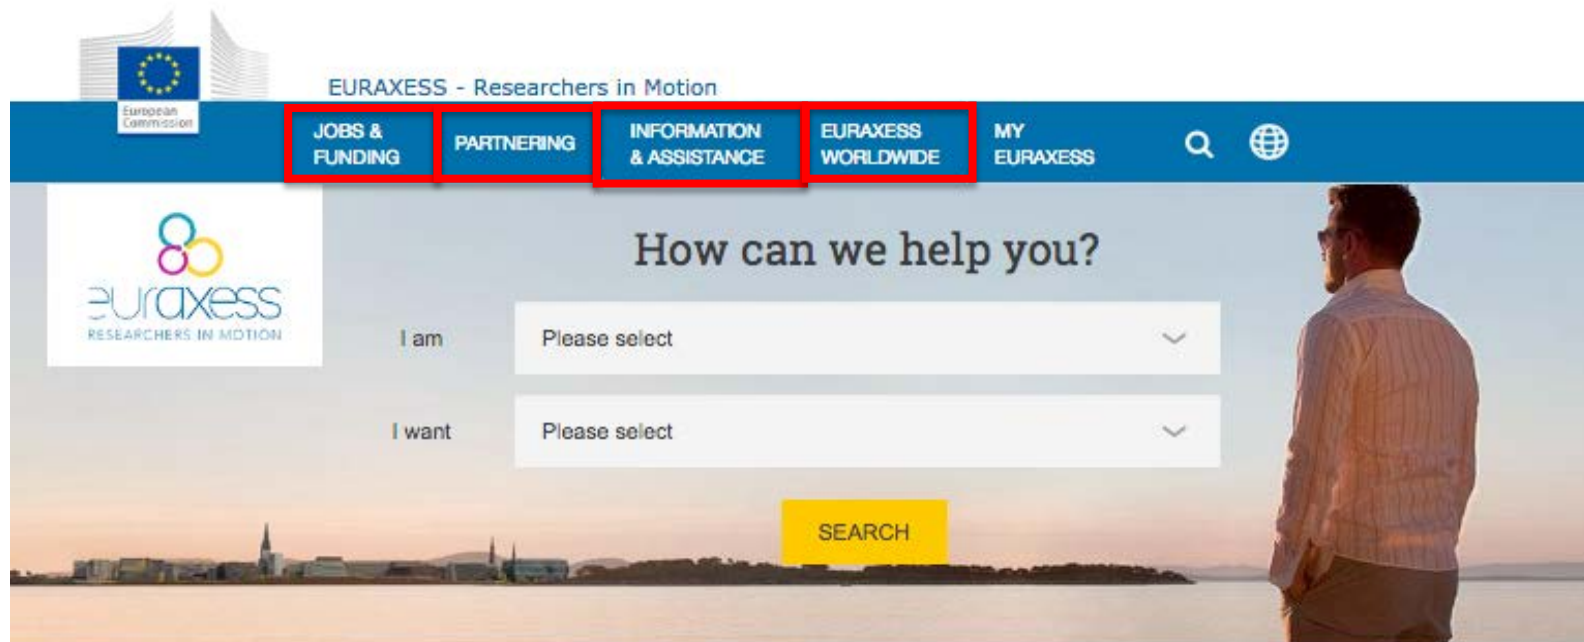 European
Commission
EURAXESS - Researchers in Motion
JOBS &
FUNDING
PARTNERING
INFORMATION
& ASSISTANCE
EURAXESS
WORLDWIDE
MY
EURAXESS
euraxess
RESEARCHERS IN MOTION
How can we help you?
I am
Please select
I want
Please select
SEARCH